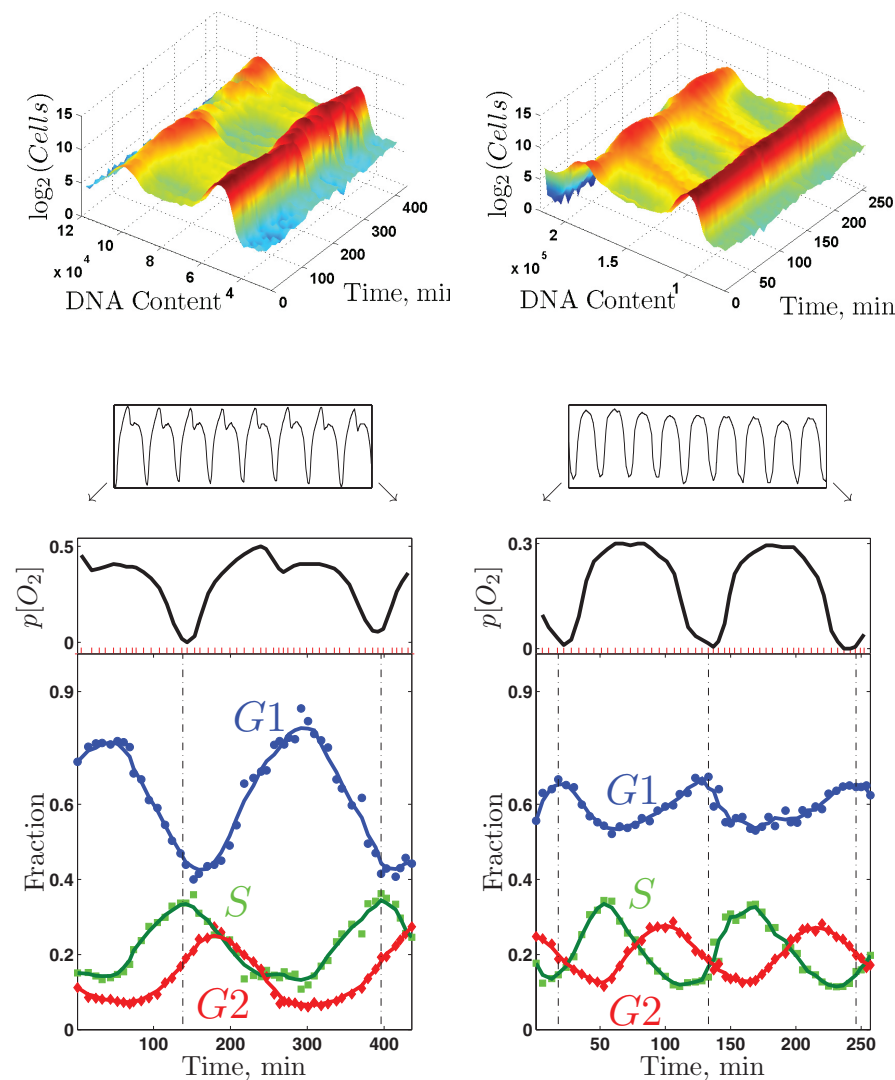 log₂(Cells)
15
10
5
0
12
10
8
6
4
x 10⁴
DNA Content
0
100
200
300
400
Time, min
log₂(Cells)
15
10
5
0
2
1.5
1
x 10⁵
DNA Content
0
50
100
150
200
250
Time, min
p[O₂]
0.5
0
p[O₂]
0.3
0
Fraction
0.9
0.6
0.4
0.2
0
G1
S
G2
100
200
300
400
Time, min
Fraction
0.9
0.6
0.4
0.2
0
G1
S
G2
50
100
150
200
250
Time, min